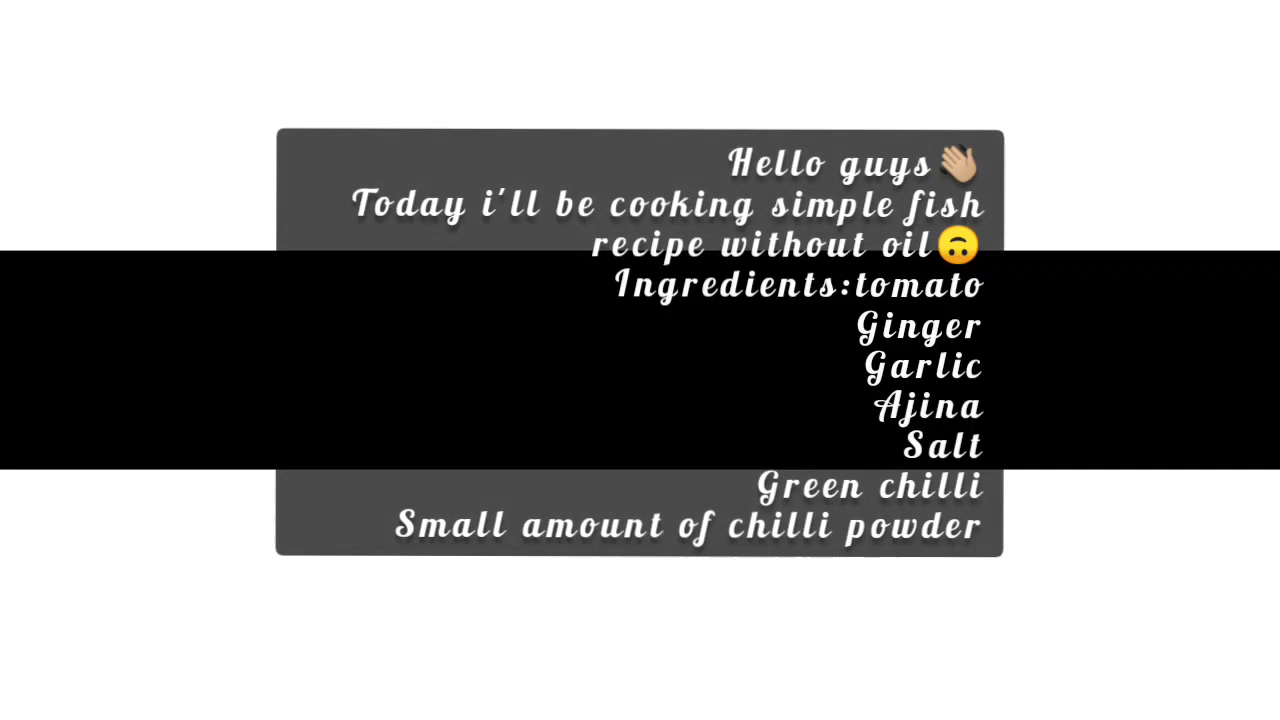 Hello guys👋🏼
Today i'll be cooking simple fish
recipe without oil🙃
Ingredients:tomato
Ginger
Garlic
Ajina
Salt
Green chilli
Small amount of chilli powder